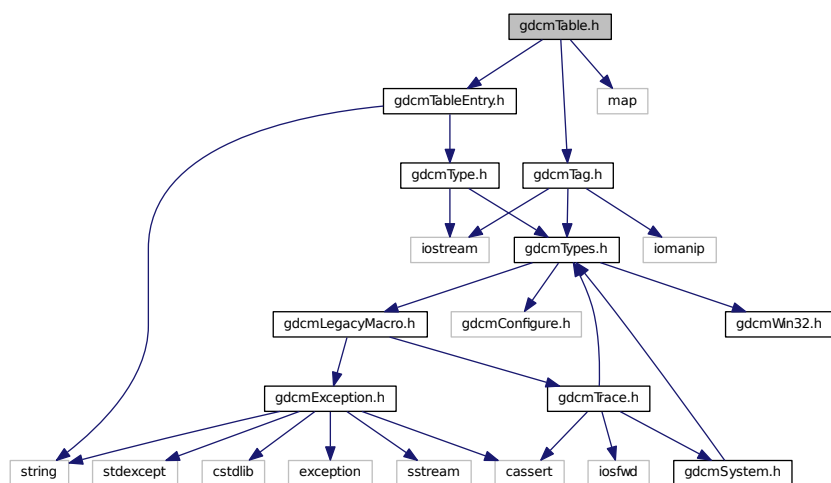 gdcmTable.h
gdcmTableEntry.h
map
gdcmType.h
gdcmTag.h
iostream
gdcmTypes.h
iomanip
gdcmLegacyMacro.h
gdcmConfigure.h
gdcmWin32.h
gdcmException.h
gdcmTrace.h
string
stdexcept
cstdlib
exception
sstream
cassert
iosfwd
gdcmSystem.h